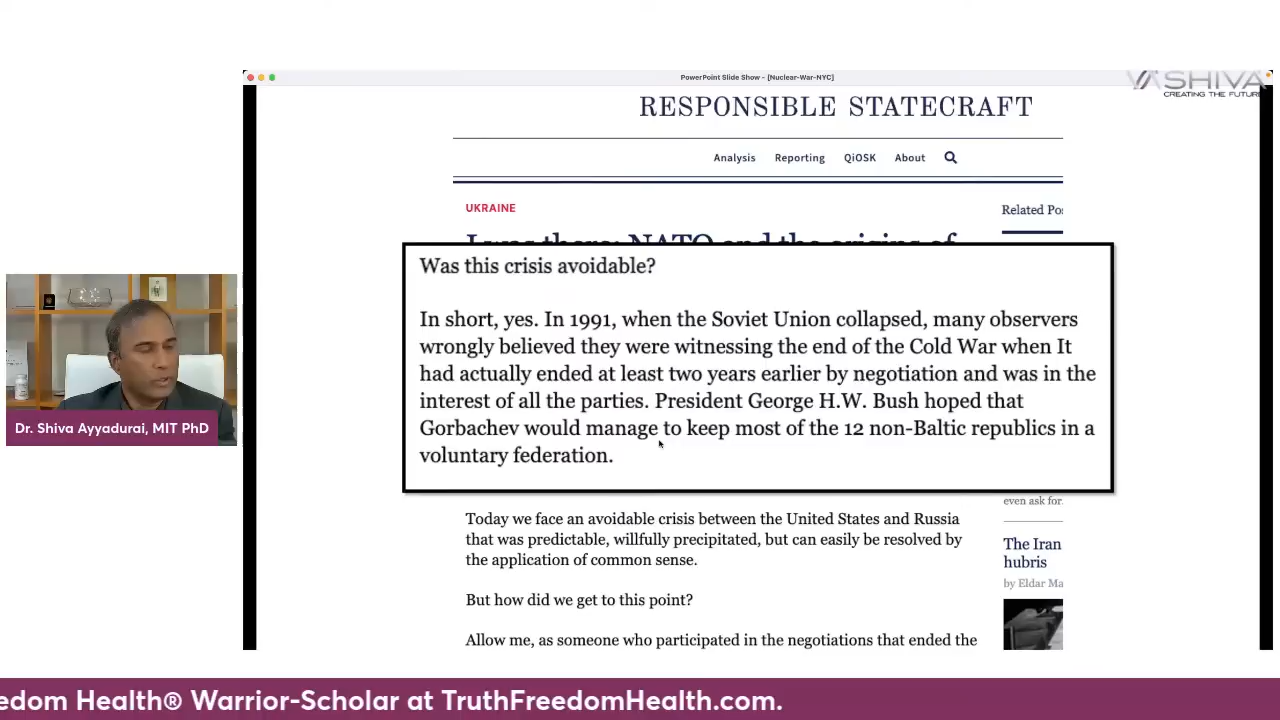 PowerPoint Slide Show - [Nuclear-War-NYC]
SHIVA
CREATING THE FUTUR
RESPONSIBLE STATECRAFT
Analysis Reporting QiOSK About
UKRAINE
Related Po
I was there: NATO and the origins of
Was this crisis avoidable?
In short, yes. In 1991, when the Soviet Union collapsed, many observers
wrongly believed they were witnessing the end of the Cold War when It
had actually ended at least two years earlier by negotiation and was in the
interest of all the parties. President George H.W. Bush hoped that
Gorbachev would manage to keep most of the 12 non-Baltic republics in a
voluntary federation.
Dr. Shiva Ayyadurai, MIT PhD
even ask for
Today we face an avoidable crisis between the United States and Russia
that was predictable, willfully precipitated, but can easily be resolved by
the application of common sense.
The Iran
hubris
by Eldar Ma
But how did we get to this point?
Allow me, as someone who participated in the negotiations that ended the
edom Health® Warrior-Scholar at TruthFreedomHealth.com.